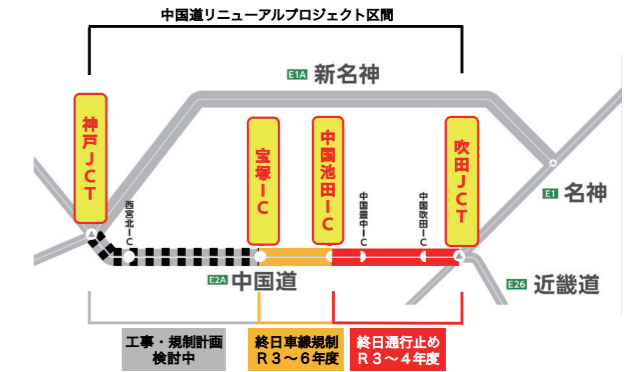 中国道リニューアルプロジェクト区間
E1A 新名神
神戸JCT
宝塚IC
中国池田IC
吹田JCT
西宮北IC
中国豊中IC
中国吹田IC
E1 名神
E2A 中国道
E26 近畿道
工事・規制計画
検討中
終日車線規制
R3～6年度
終日通行止め
R3～4年度